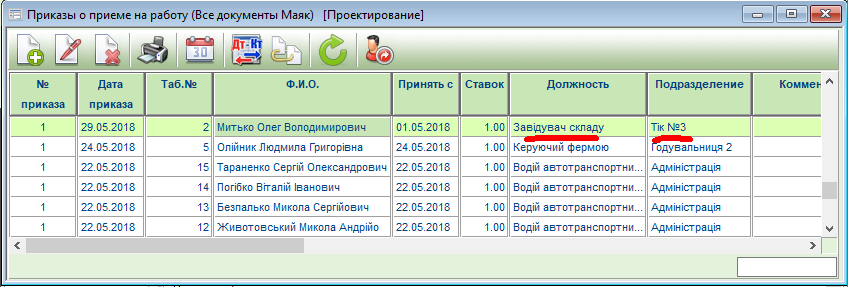 Приказы о приеме на работу (Все документы Маяк) [Проектирование]
30 Дт-Кт
№ приказа Дата приказа Таб.№ Ф.И.О. Принять с Ставок Должность Подразделение Коммен
1 29.05.2018 2 Митько Олег Володимирович 01.05.2018 1.00 Завідувач складу Тік №3
1 24.05.2018 5 Олійник Людмила Григорівна 24.05.2018 1.00 Керуючий фермою Годувальниця 2
1 22.05.2018 15 Тараненко Сергій Олександрович 22.05.2018 1.00 Водій автотранспортни... Адміністрація
1 22.05.2018 14 Погібко Віталій Іванович 22.05.2018 1.00 Водій автотранспортни... Адміністрація
1 22.05.2018 13 Безпалько Микола Сергійович 22.05.2018 1.00 Водій автотранспортни... Адміністрація
1 22.05.2018 12 Животовський Микола Андрійо 22.05.2018 1.00 Водій автотранспортни... Адміністрація